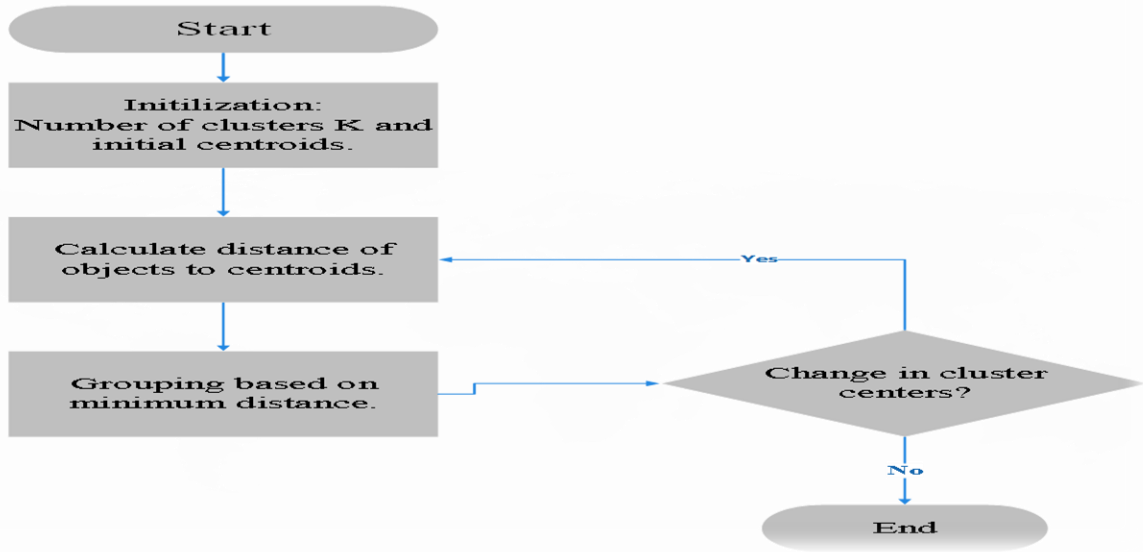 Start
Initilization:
Number of clusters K and
initial centroids.
Calculate distance of
objects to centroids.
Yes
Grouping based on
minimum distance.
Change in cluster
centers?
No
End